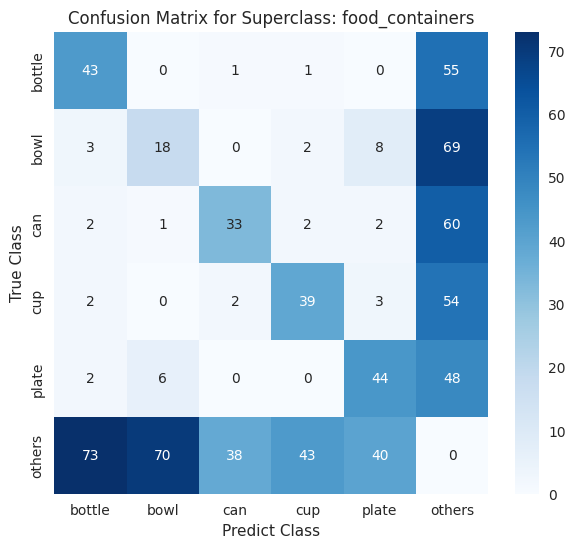 Confusion Matrix for Superclass: food_containers
bottle 43 0 1 1 0 55
bowl 3 18 0 2 8 69
can 2 1 33 2 2 60
cup 2 0 2 39 3 54
plate 2 6 0 0 44 48
others 73 70 38 43 40 0
bottle bowl can cup plate others
Predict Class
True Class
70
60
50
40
30
20
10
0